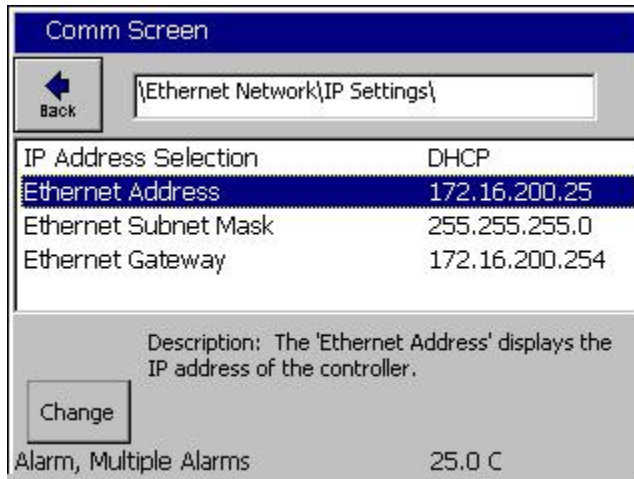 Comm Screen
Back
\Ethernet Network\IP Settings\
IP Address Selection DHCP
Ethernet Address 172.16.200.25
Ethernet Subnet Mask 255.255.255.0
Ethernet Gateway 172.16.200.254
Description: The 'Ethernet Address' displays the
IP address of the controller.
Change
Alarm, Multiple Alarms 25.0 C